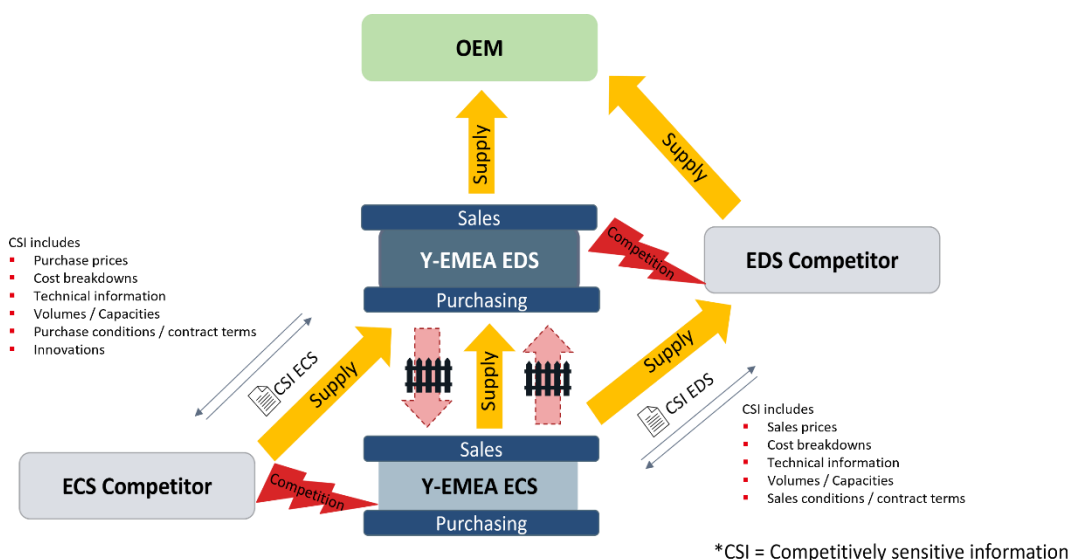 OEM
Supply
Supply
Sales
Y-EMEA EDS
Purchasing
Competition
EDS Competitor
CSI includes
Purchase prices
Cost breakdowns
Technical information
Volumes / Capacities
Purchase conditions / contract terms
Innovations
CSI ECS
Supply
Supply
Supply
CSI EDS
CSI includes
Sales prices
Cost breakdowns
Technical information
Volumes / Capacities
Sales conditions / contract terms
ECS Competitor
Competition
Sales
Y-EMEA ECS
Purchasing
*CSI = Competitively sensitive information